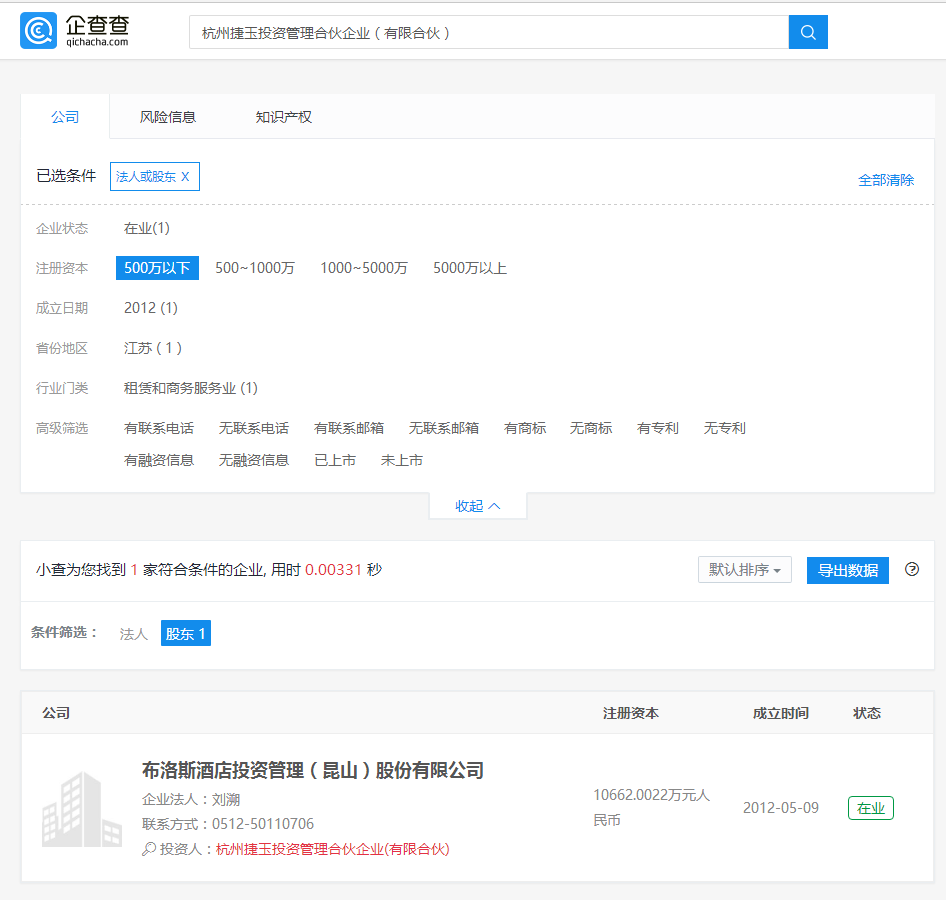 企查查
qichacha.com
杭州捷玉投资管理合伙企业（有限合伙）
公司 风险信息 知识产权
已选条件 法人或股东 X 全部清除
企业状态 在业(1)
注册资本 500万以下 500~1000万 1000~5000万 5000万以上
成立日期 2012 (1)
省份地区 江苏 ( 1 )
行业门类 租赁和商务服务业 (1)
高级筛选 有联系电话 无联系电话 有联系邮箱 无联系邮箱 有商标 无商标 有专利 无专利
有融资信息 无融资信息 已上市 未上市
收起
小查为您找到 1 家符合条件的企业, 用时 0.00331 秒 默认排序 导出数据 ?
条件筛选： 法人 股东 1
公司 注册资本 成立时间 状态
布洛斯酒店投资管理（昆山）股份有限公司
企业法人：刘溯
联系方式：0512-50110706
投资人：杭州捷玉投资管理合伙企业(有限合伙)
10662.0022万元人
民币
2012-05-09
在业